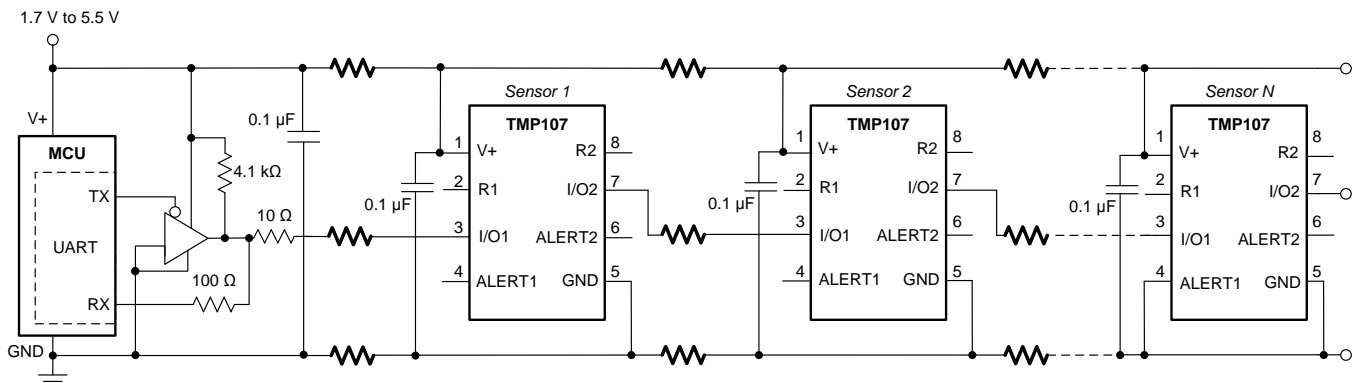 1.7 V to 5.5 V
V+
MCU
TX
UART
RX
GND
4.1 kΩ
10 Ω
100 Ω
0.1 µF
Sensor 1
TMP107
1
V+
2
R1
3
I/O1
4
ALERT1
8
R2
7
I/O2
6
ALERT2
5
GND
0.1 µF
Sensor 2
TMP107
1
V+
2
R1
3
I/O1
4
ALERT1
8
R2
7
I/O2
6
ALERT2
5
GND
0.1 µF
Sensor N
TMP107
1
V+
2
R1
3
I/O1
4
ALERT1
8
R2
7
I/O2
6
ALERT2
5
GND
0.1 µF